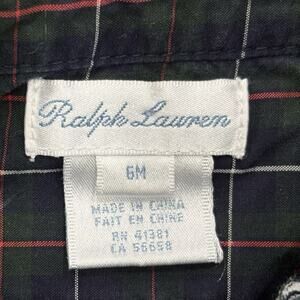 Ralph Lauren
6M
MADE IN CHINA
FAIT EN CHINE
RN 41381
CA 56658